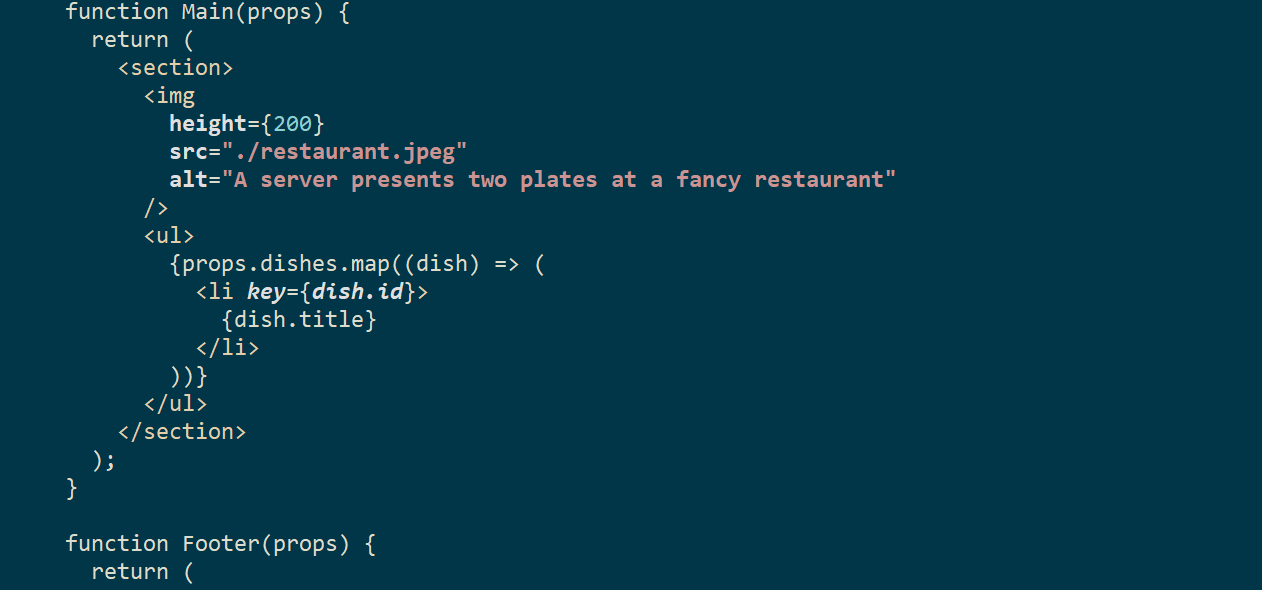 function Main(props) {
  return (
    <section>
      <img
        height={200}
        src="./restaurant.jpeg"
        alt="A server presents two plates at a fancy restaurant"
      />
      <ul>
        {props.dishes.map((dish) => (
          <li key={dish.id}>
            {dish.title}
          </li>
        ))}
      </ul>
    </section>
  );
}

function Footer(props) {
  return (